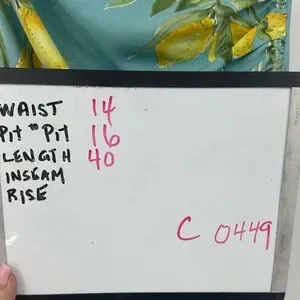 WAIST 14
Pit to Pit 16
LENGTH 40
INSEAM
RISE
C 0449